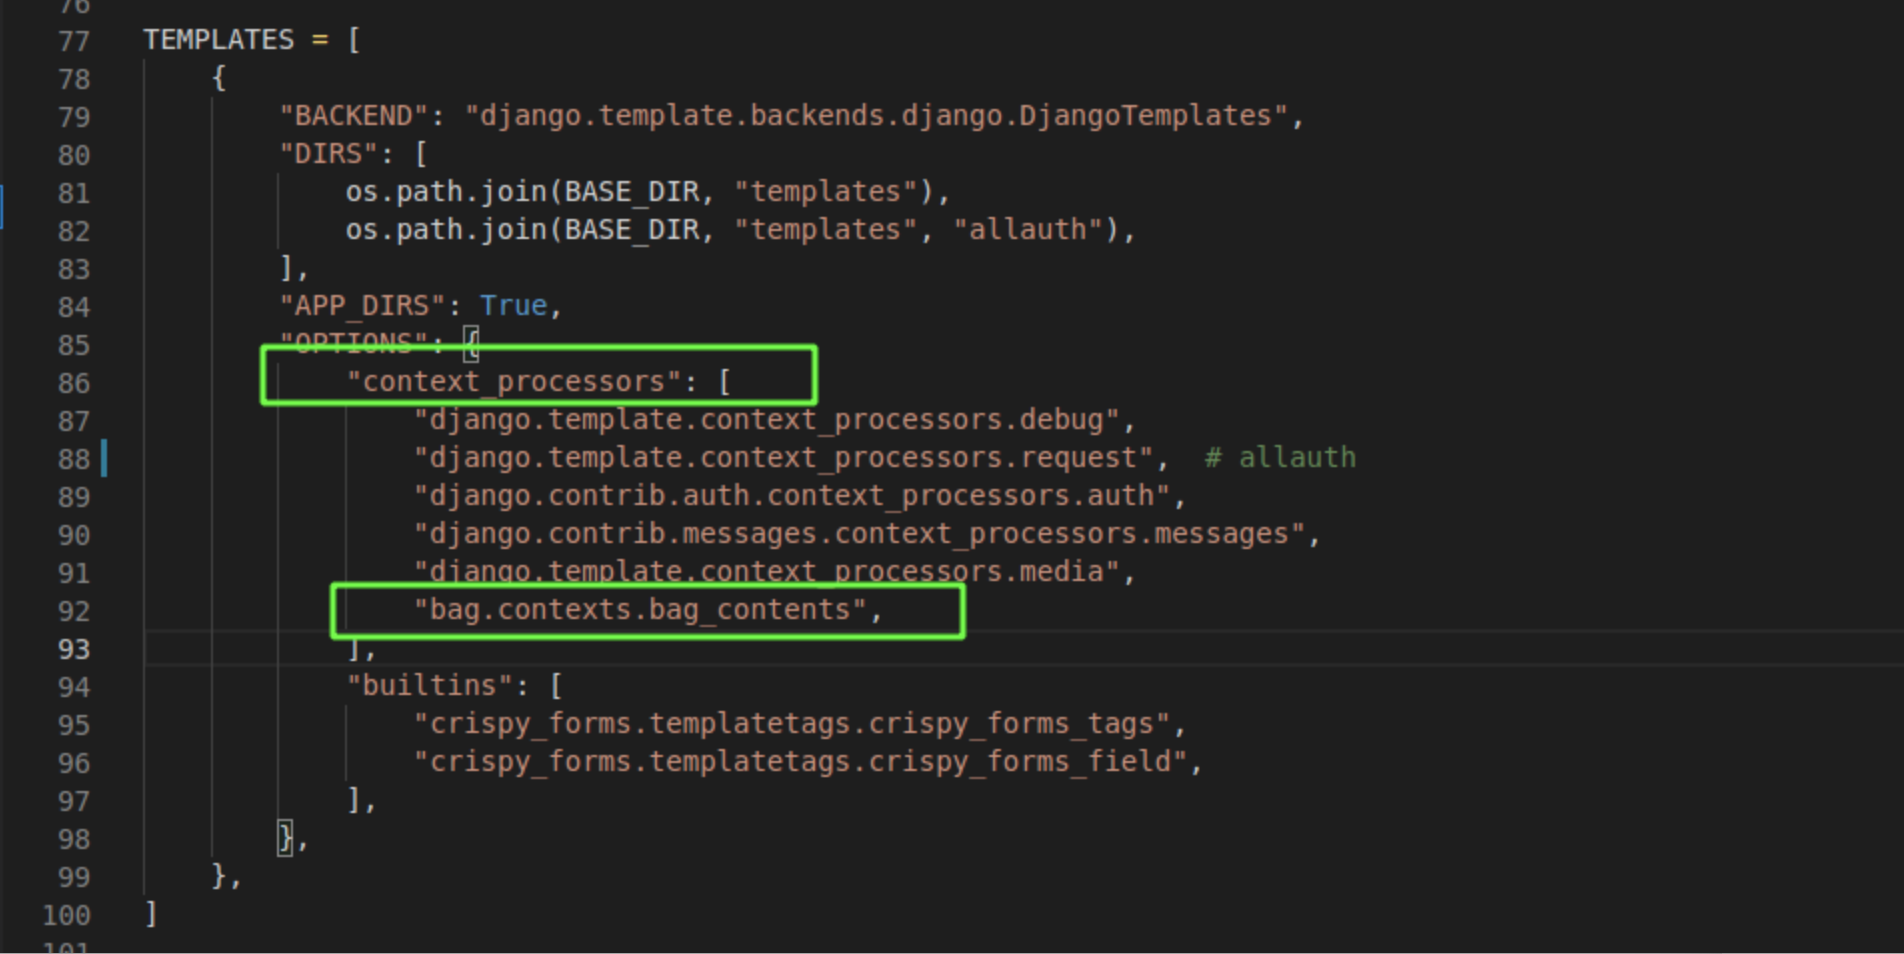 76
77 TEMPLATES = [
78     {
79         "BACKEND": "django.template.backends.django.DjangoTemplates",
80         "DIRS": [
81             os.path.join(BASE_DIR, "templates"),
82             os.path.join(BASE_DIR, "templates", "allauth"),
83         ],
84         "APP_DIRS": True,
85         "OPTIONS": {
86             "context_processors": [
87                 "django.template.context_processors.debug",
88                 "django.template.context_processors.request",  # allauth
89                 "django.contrib.auth.context_processors.auth",
90                 "django.contrib.messages.context_processors.messages",
91                 "django.template.context_processors.media",
92                 "bag.contexts.bag_contents",
93             ],
94             "builtins": [
95                 "crispy_forms.templatetags.crispy_forms_tags",
96                 "crispy_forms.templatetags.crispy_forms_field",
97             ],
98         },
99     },
100 ]
101